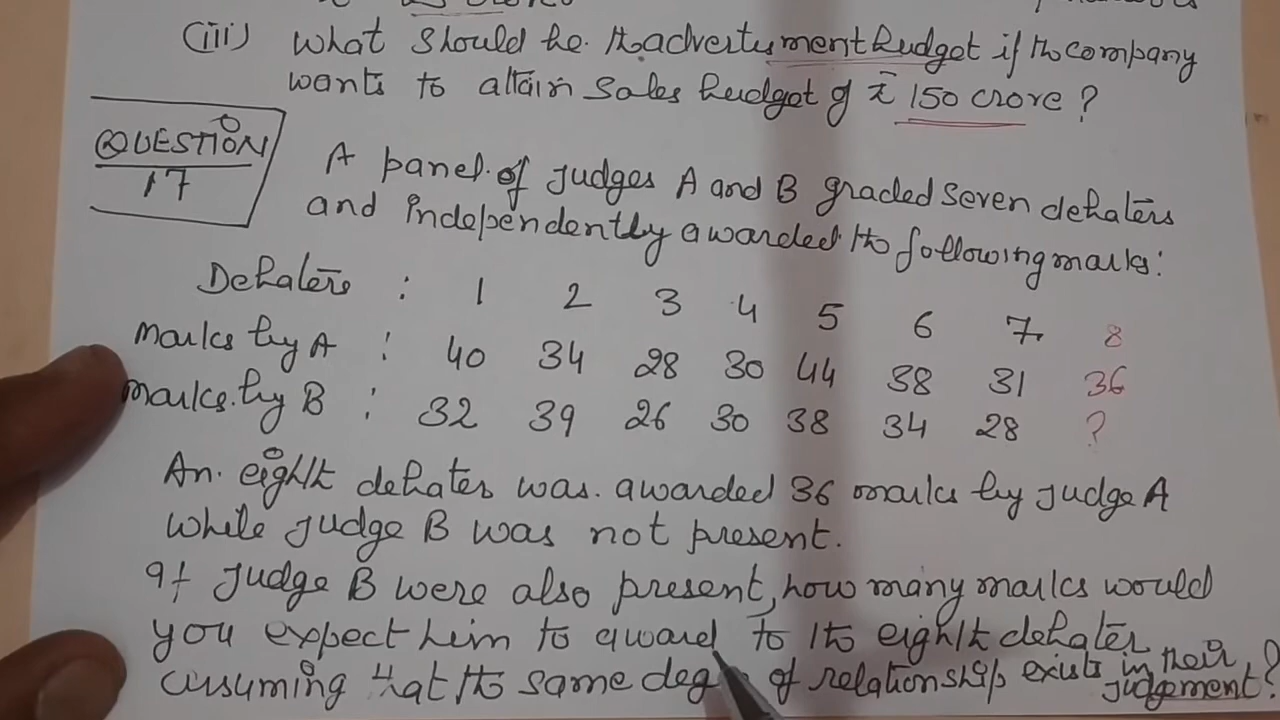 (iii) What should be the advertisment budget if the company
wants to attain sales budget of ₹ 150 crore?
QUESTION
17
A panel of Judges A and B graded seven debaters
and independently awarded the following marks:
Debaters : 1 2 3 4 5 6 7 8
Marks by A : 40 34 28 30 44 38 31 36
Marks by B : 32 39 26 30 38 34 28 ?
An eighth debater was awarded 36 marks by judge A
while Judge B was not present.
If Judge B were also present, how many marks would
you expect him to award to the eighth debater
assuming that the same degree of relationship exists in their judgement?